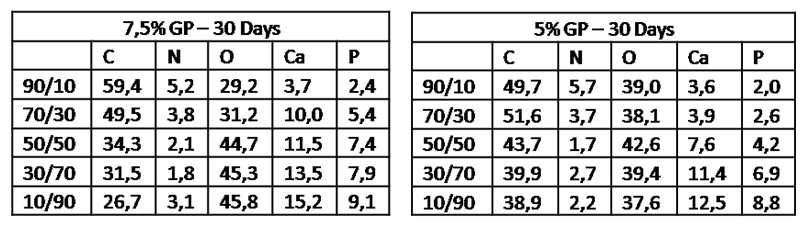 7,5% GP – 30 Days
C N O Ca P
90/10 59,4 5,2 29,2 3,7 2,4
70/30 49,5 3,8 31,2 10,0 5,4
50/50 34,3 2,1 44,7 11,5 7,4
30/70 31,5 1,8 45,3 13,5 7,9
10/90 26,7 3,1 45,8 15,2 9,1
5% GP – 30 Days
C N O Ca P
90/10 49,7 5,7 39,0 3,6 2,0
70/30 51,6 3,7 38,1 3,9 2,6
50/50 43,7 1,7 42,6 7,6 4,2
30/70 39,9 2,7 39,4 11,4 6,9
10/90 38,9 2,2 37,6 12,5 8,8